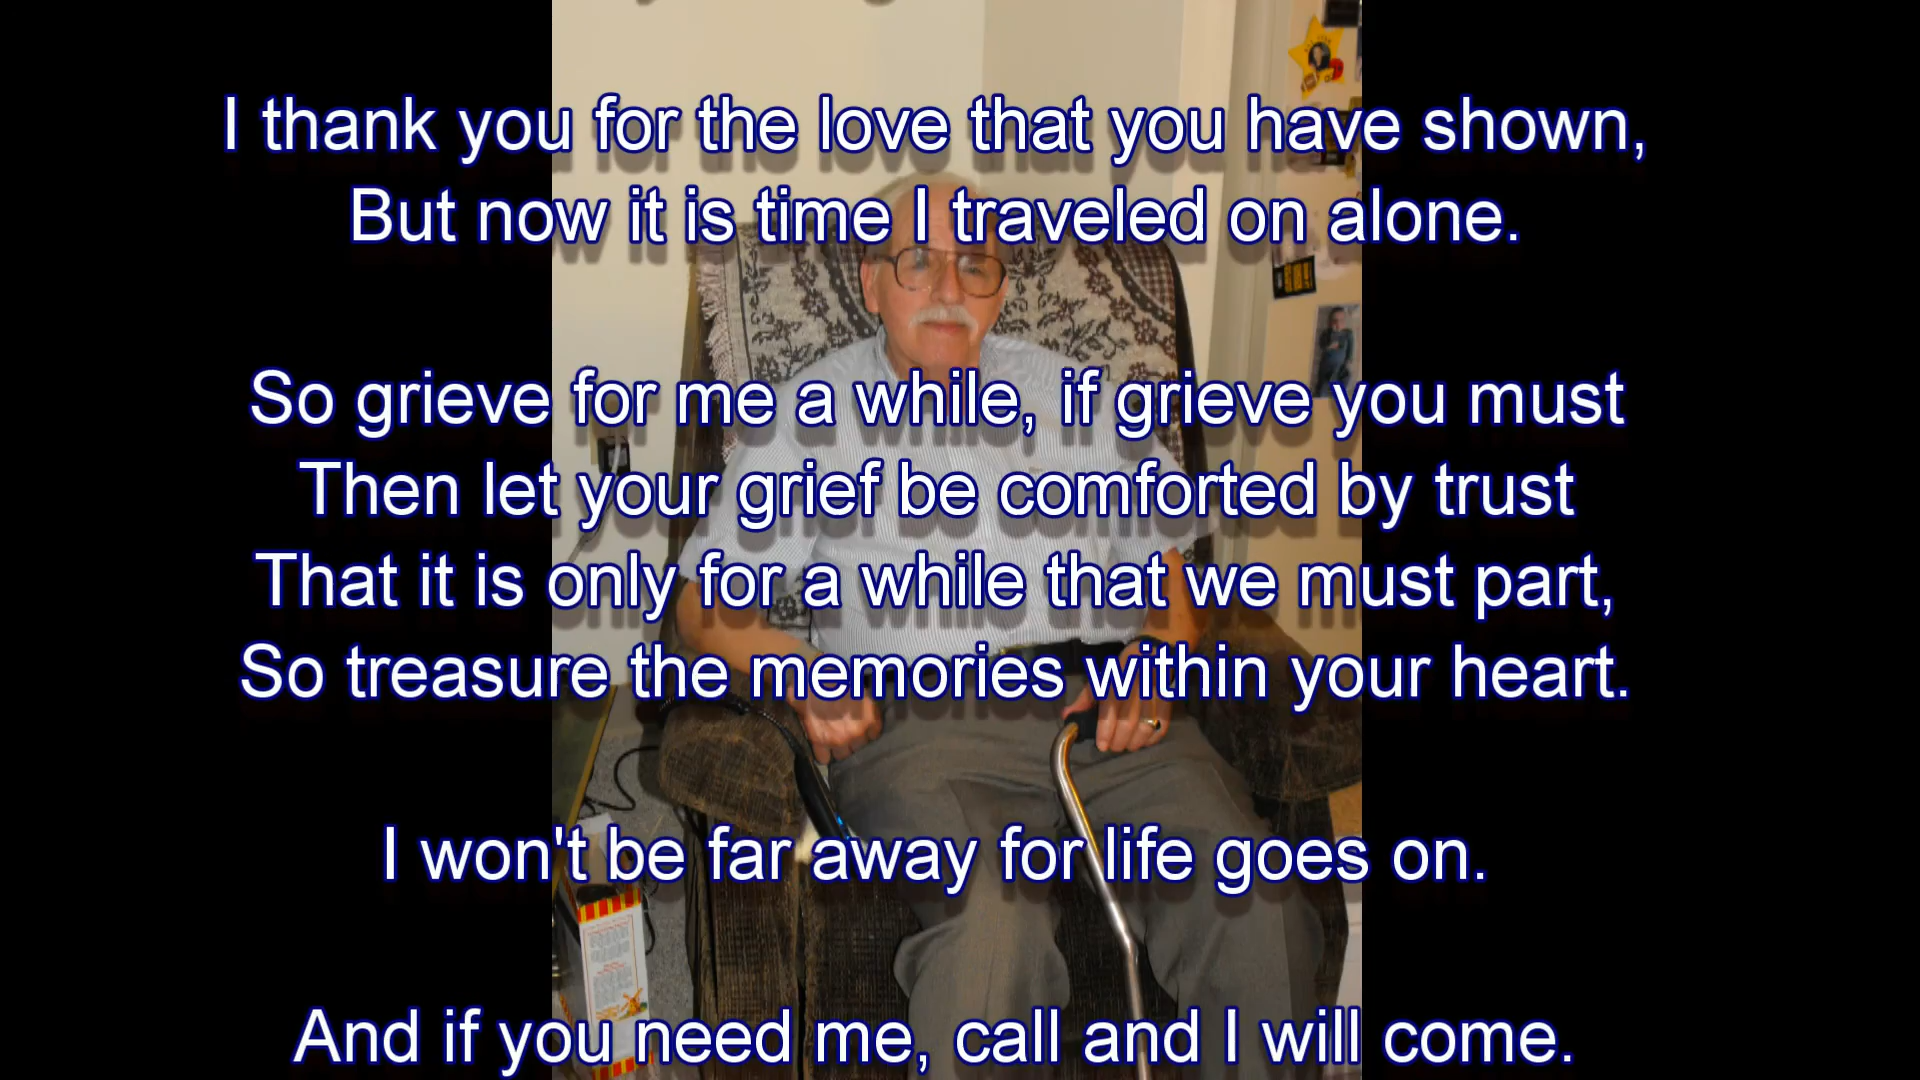 I thank you for the love that you have shown,
But now it is time I traveled on alone.
So grieve for me a while, if grieve you must
Then let your grief be comforted by trust
That it is only for a while that we must part,
So treasure the memories within your heart.
I won't be far away for life goes on.
And if you need me, call and I will come.